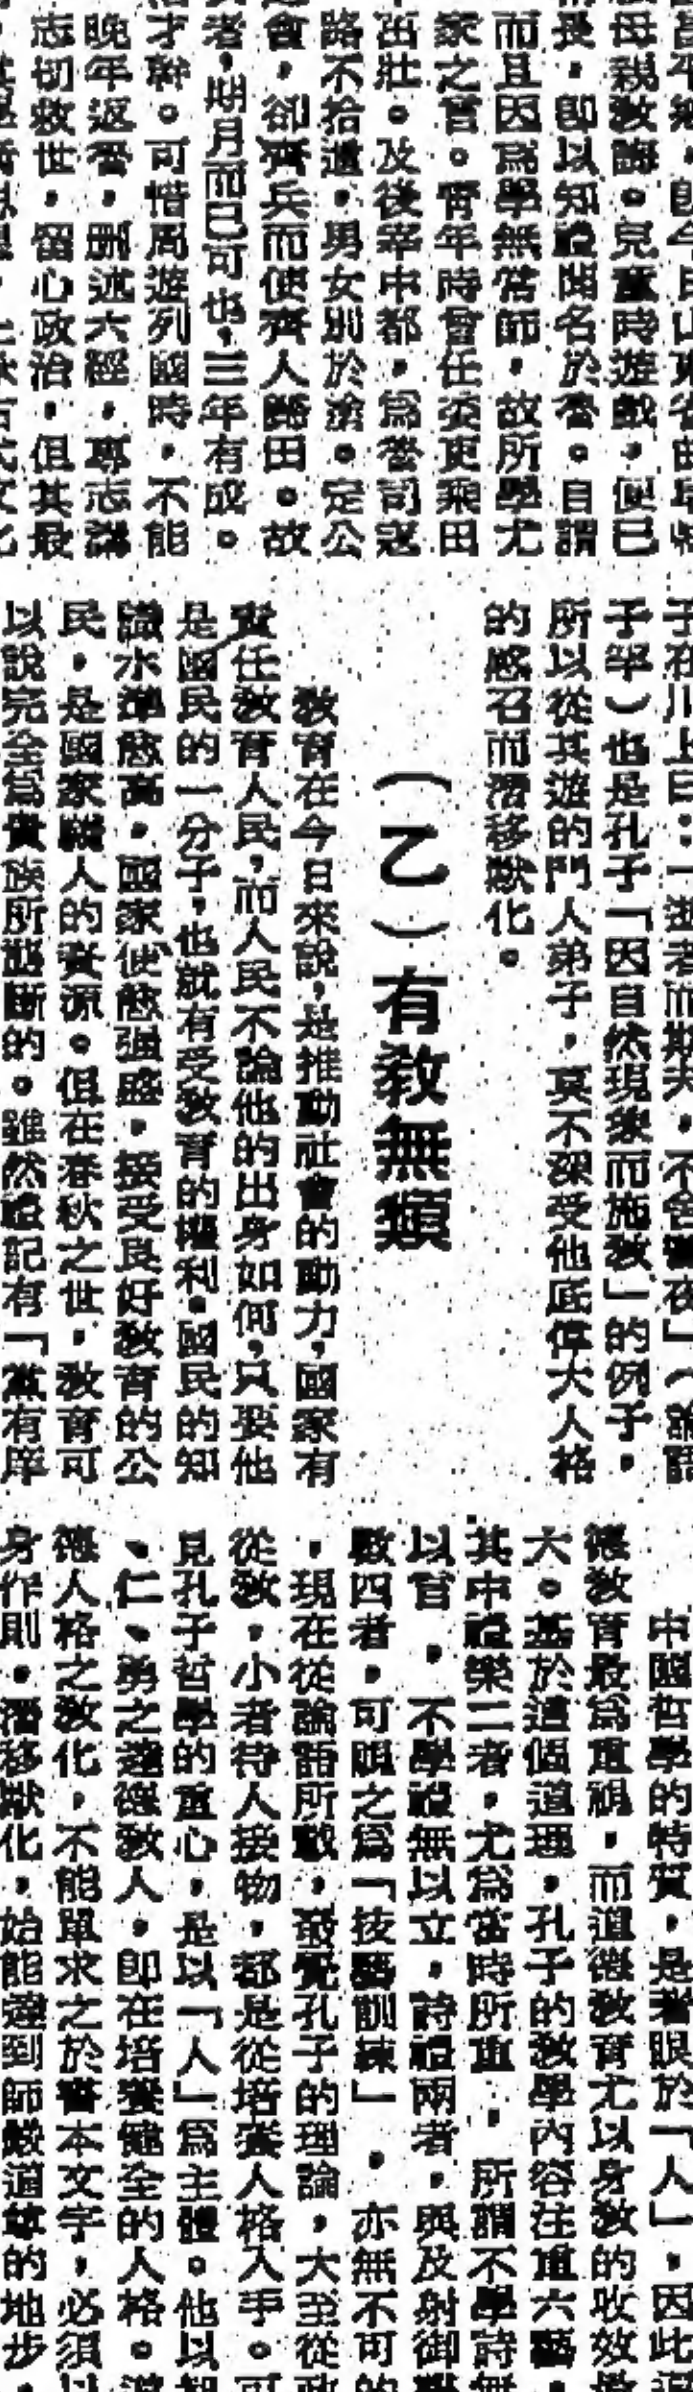 母親教誨。兒童時遊戲，便已
畏，卽以知禮聞名於魯。自謂
而且因爲學無常師，故所學尤
家之言。靑年時曾任委吏乘田
出壯。及後宰中都，爲魯司寇
路不拾遺，男女別於途。定公
會，卻齊兵而使齊人歸田。故
者，期月而已可也，三年有成。
才幹。可惜周遊列國時，不能
晚年返魯，刪述六經，專志講
志切救世，留心政治，但其最
子在川上曰：「逝者而斯夫，不舍晝夜」（論語
子罕）也是孔子「因自然現象而施教」的例子，
所以從其遊的門人弟子，莫不深受他底偉大人格
的感召而潛移默化。
（乙）有教無類
教育在今日來說，是推動社會的動力，國家有
責任教育人民，而人民不論他的出身如何，只要他
是國民的一分子，也就有受教育的權利。國民的知
識水準愈高，國家便愈強盛，接受良好教育的公
民，是國家購人的資源。但在春秋之世，教育可
以說完全爲貴族所壟斷的。雖然禮記有「黨有庠
中國哲學的特質，是着眼於「人」，因此道
德教育最爲重視，而道德教育尤以身教的收效最
大。基於這個道理，孔子的教學內容注重六藝，
其中禮樂二者，尤爲當時所重，所謂不學詩無
以言，不學禮無以立，詩禮兩者，與及射御書
數四者，可視之爲「技藝訓練」，亦無不可的
，現在從論語所載，發覺孔子的理論，大至從政
從教，小者待人接物，都是從培養人格入手。可
見孔子哲學的重心，是以「人」爲主體。他以智
、仁、勇之達德教人，卽在培養健全的人格。
德人格之教化，不能單求之於書本文字，必須以
身作則，潛移默化，始能達到師嚴道尊的地步，